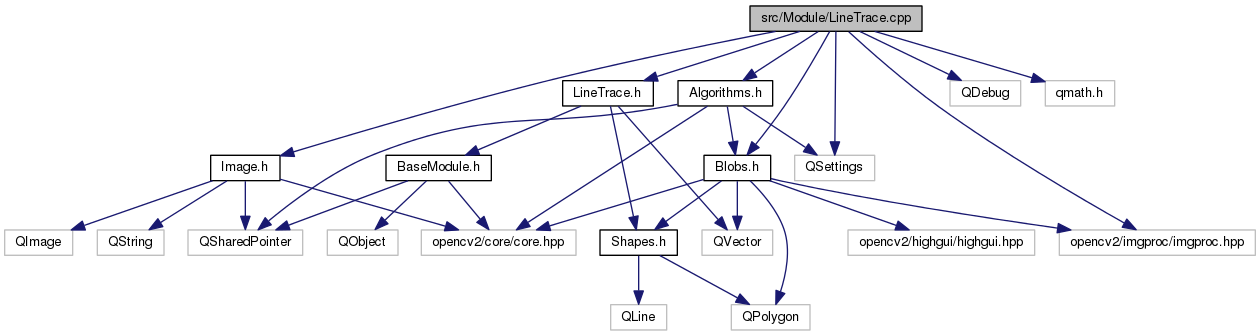 src/Module/LineTrace.cpp
LineTrace.h
Algorithms.h
QDebug
qmath.h
Image.h
BaseModule.h
Blobs.h
QSettings
QImage
QString
QSharedPointer
QObject
opencv2/core/core.hpp
Shapes.h
QVector
opencv2/highgui/highgui.hpp
opencv2/imgproc/imgproc.hpp
QLine
QPolygon